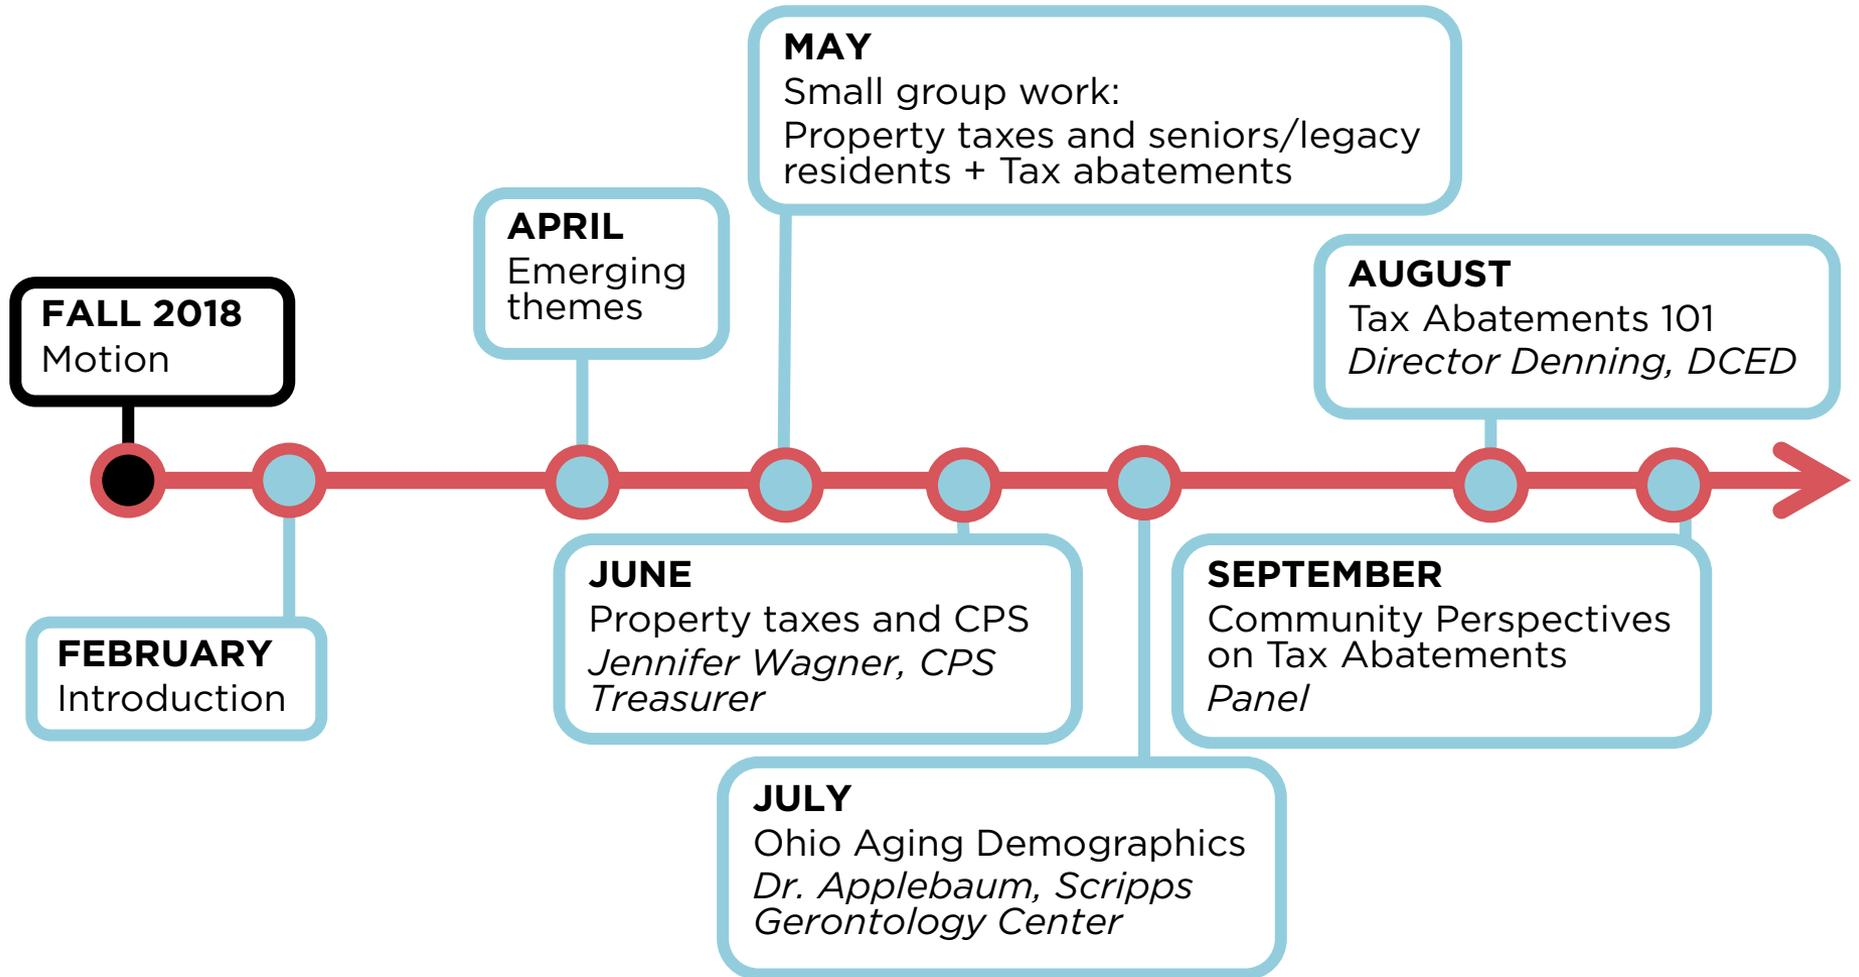 FALL 2018
Motion
FEBRUARY
Introduction
APRIL
Emerging
themes
MAY
Small group work:
Property taxes and seniors/legacy
residents + Tax abatements
JUNE
Property taxes and CPS
Jennifer Wagner, CPS
Treasurer
JULY
Ohio Aging Demographics
Dr. Applebaum, Scripps
Gerontology Center
AUGUST
Tax Abatements 101
Director Denning, DCED
SEPTEMBER
Community Perspectives
on Tax Abatements
Panel